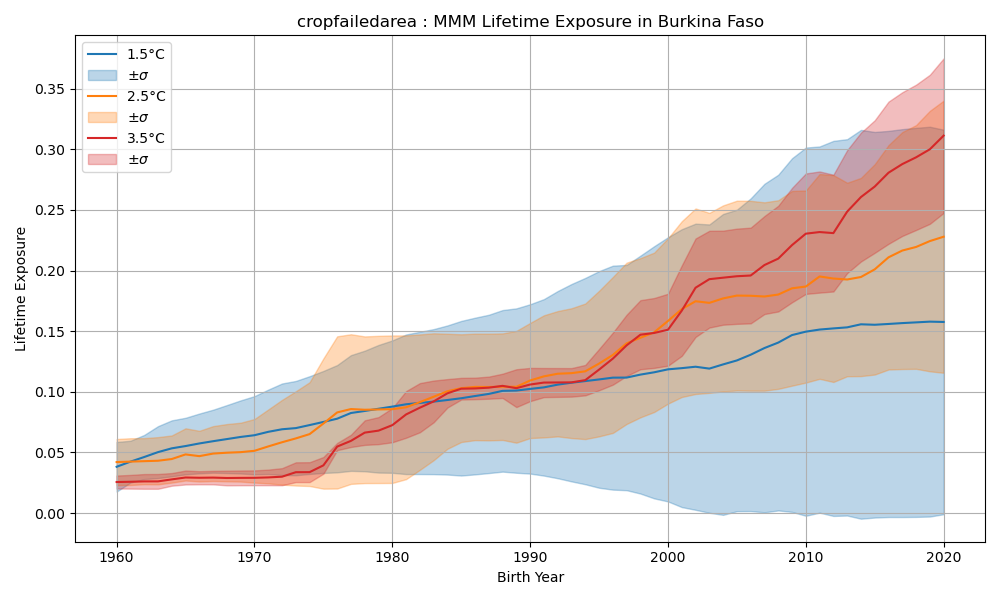 cropfailedarea : MMM Lifetime Exposure in Burkina Faso
1.5°C
±σ
2.5°C
±σ
3.5°C
±σ
Lifetime Exposure
0.35
0.30
0.25
0.20
0.15
0.10
0.05
0.00
1960 1970 1980 1990 2000 2010 2020
Birth Year